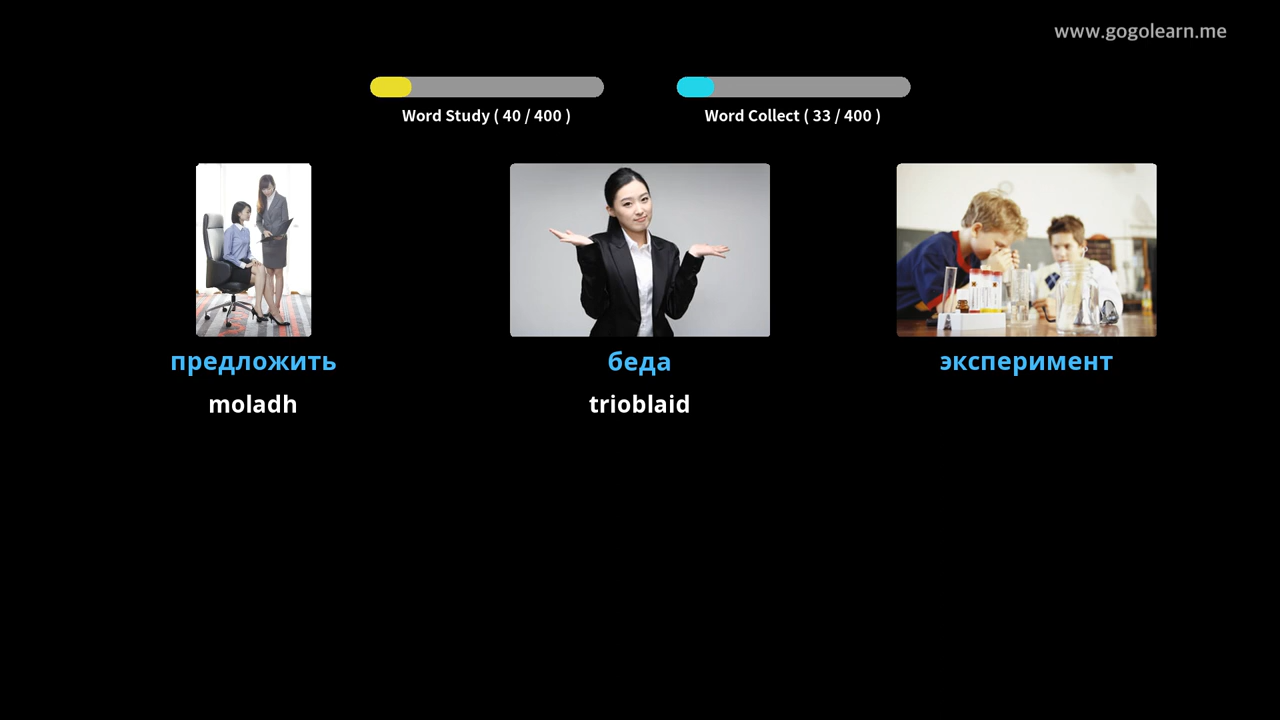 www.gogolearn.me
Word Study ( 40 / 400 )
Word Collect ( 33 / 400 )
предложить
беда
эксперимент
moladh
trioblaid